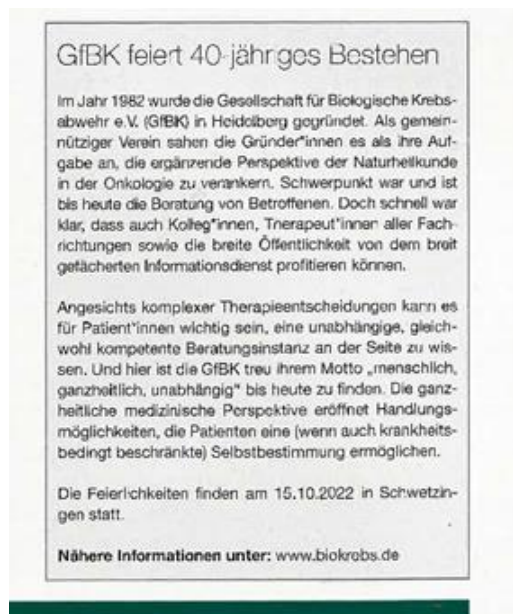 GfBK feiert 40-jähriges Bestehen
Im Jahr 1982 wurde die Gesellschaft für Biologische Krebs-
abwehr e.V. (GfBK) in Heidelberg gegründet. Als gemein-
nütziger Verein sahen die Gründer*innen es als ihre Auf-
gabe an, die ergänzende Perspektive der Naturheilkunde
in der Onkologie zu verankern. Schwerpunkt war und ist
bis heute die Beratung von Betroffenen. Doch schnell war
klar, dass auch Kolleg*innen, Therapeut*innen aller Fach-
richtungen sowie die breite Öffentlichkeit von dem breit
gefächerten Informationsdienst profitieren können.
Angesichts komplexer Therapieentscheidungen kann es
für Patient*innen wichtig sein, eine unabhängige, gleich-
wohl kompetente Beratungsinstanz an der Seite zu wis-
sen. Und hier ist die GfBK treu ihrem Motto „menschlich,
ganzheitlich, unabhängig“ bis heute zu finden. Die ganz-
heitliche medizinische Perspektive eröffnet Handlungs-
möglichkeiten, die Patienten eine (wenn auch krankheits-
bedingt beschränkte) Selbstbestimmung ermöglichen.
Die Feierlichkeiten finden am 15.10.2022 in Schwetzin-
gen statt.
Nähere Informationen unter: www.biokrebs.de